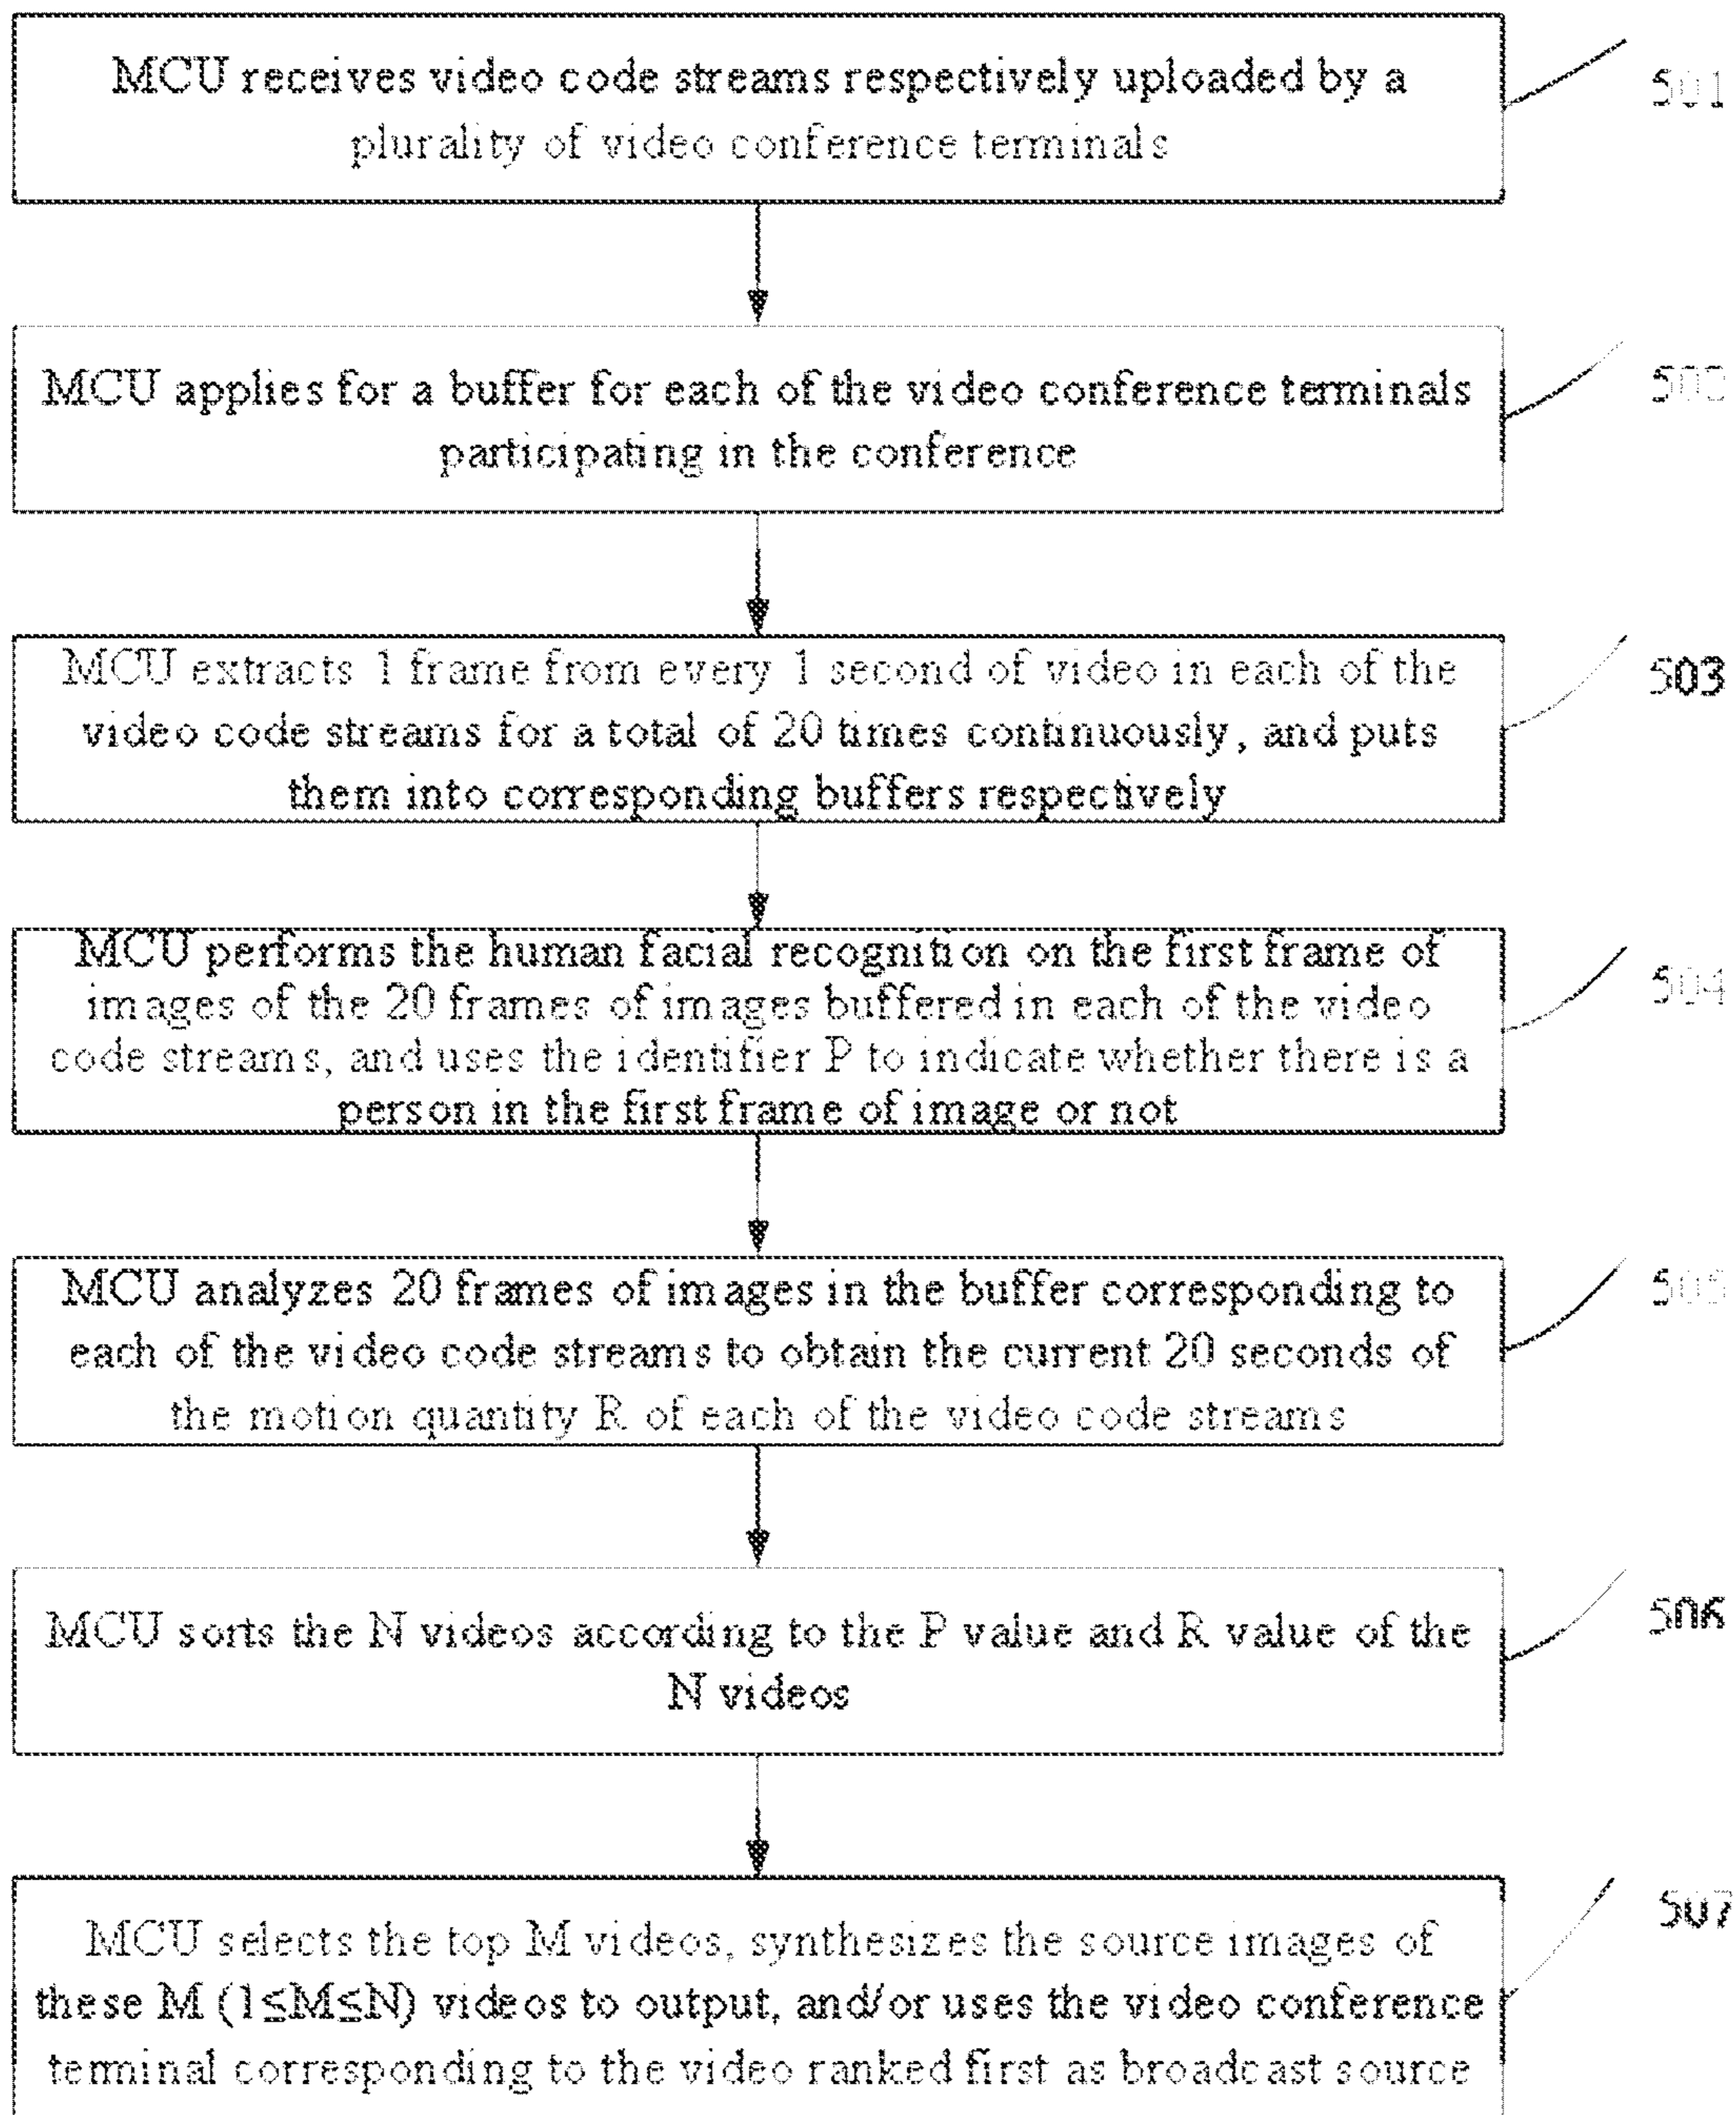 MCU receives video code streams respectively uploaded by a
plurality of video conference terminals
501
MCU applies for a buffer for each of the video conference terminals
participating in the conference
502
MCU extracts 1 frame from every 1 second of video in each of the
video code streams for a total of 20 times continuously, and puts
them into corresponding buffers respectively
503
MCU performs the human facial recognition on the first frame of
images of the 20 frames of images buffered in each of the video
code streams, and uses the identifier P to indicate whether there is a
person in the first frame of image or not
504
MCU analyzes 20 frames of images in the buffer corresponding to
each of the video code streams to obtain the current 20 seconds of
the motion quantity R of each of the video code streams
505
MCU sorts the N videos according to the P value and R value of the
N videos
506
MCU selects the top M videos, synthesizes the source images of
these M (1≤M≤N) videos to output, and/or uses the video conference
terminal corresponding to the video ranked first as broadcast source
507